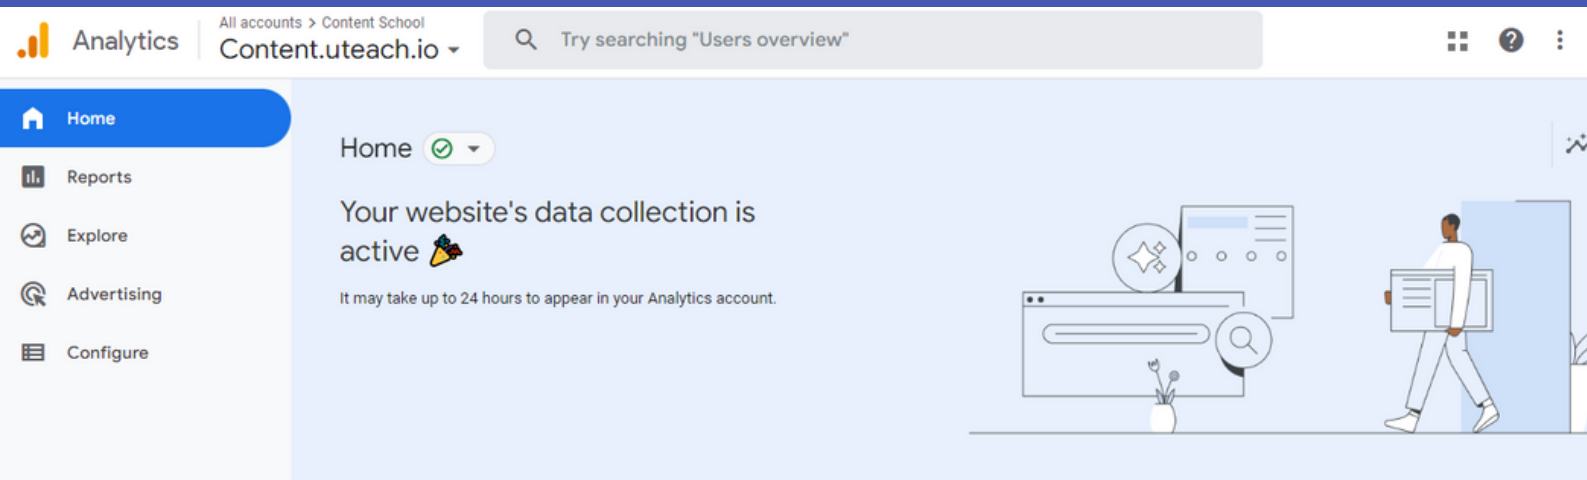 Analytics
All accounts > Content School
Content.uteach.io
Try searching "Users overview"
Home
Reports
Explore
Advertising
Configure
Home
Your website's data collection is
active 🎉
It may take up to 24 hours to appear in your Analytics account.